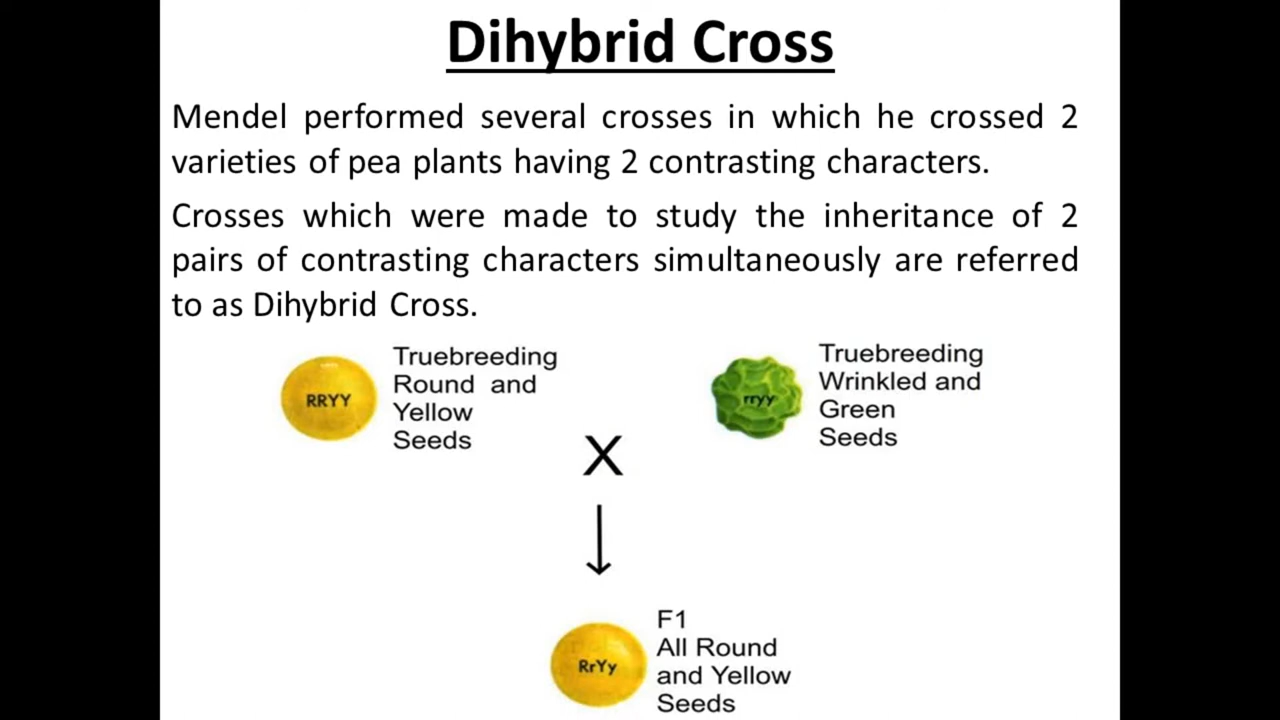 Dihybrid Cross
Mendel performed several crosses in which he crossed 2
varieties of pea plants having 2 contrasting characters.
Crosses which were made to study the inheritance of 2
pairs of contrasting characters simultaneously are referred
to as Dihybrid Cross.
RRYY
Truebreeding
Round and
Yellow
Seeds
X
rryy
Truebreeding
Wrinkled and
Green
Seeds
RrYy
F1
All Round
and Yellow
Seeds